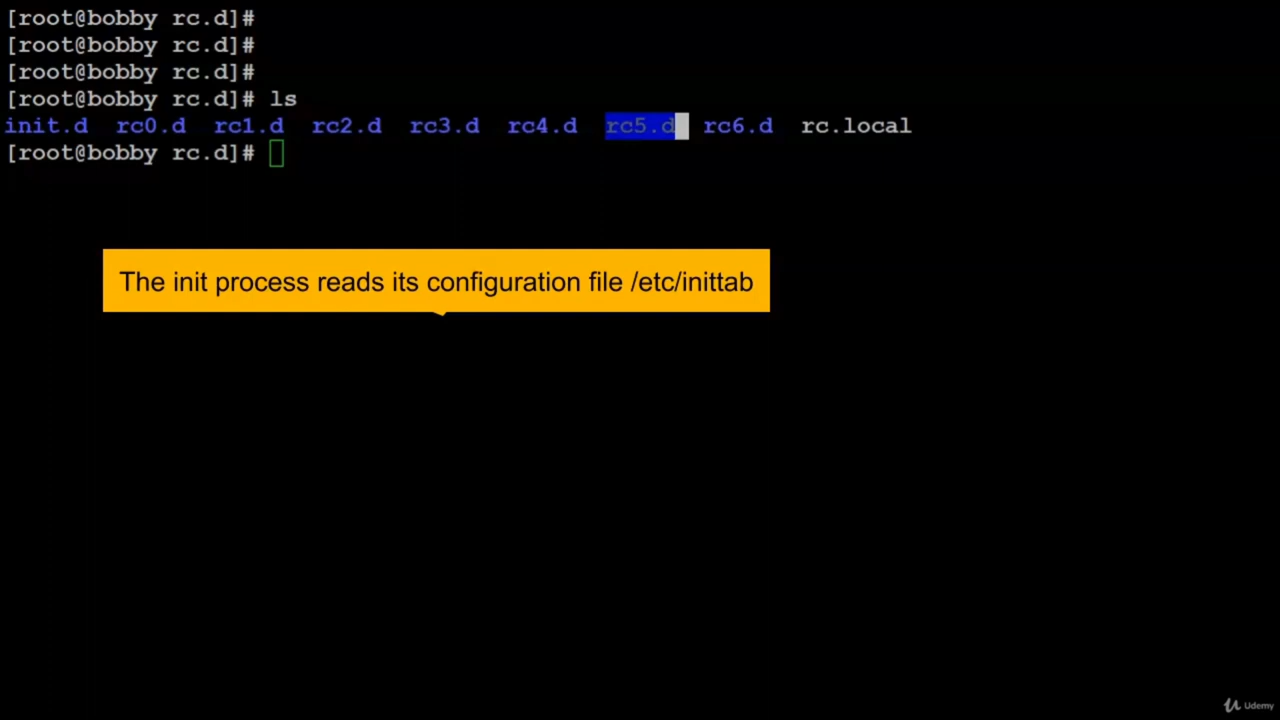 [root@bobby rc.d]#
[root@bobby rc.d]#
[root@bobby rc.d]#
[root@bobby rc.d]# ls
init.d rc0.d rc1.d rc2.d rc3.d rc4.d rc5.d rc6.d rc.local
[root@bobby rc.d]#
The init process reads its configuration file /etc/inittab
Udemy